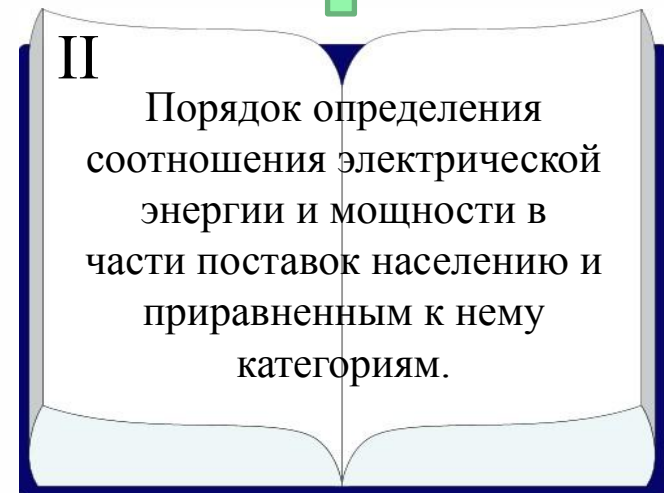 II
Порядок определения
соотношения электрической
энергии и мощности в
части поставок населению и
приравненным к нему
категориям.